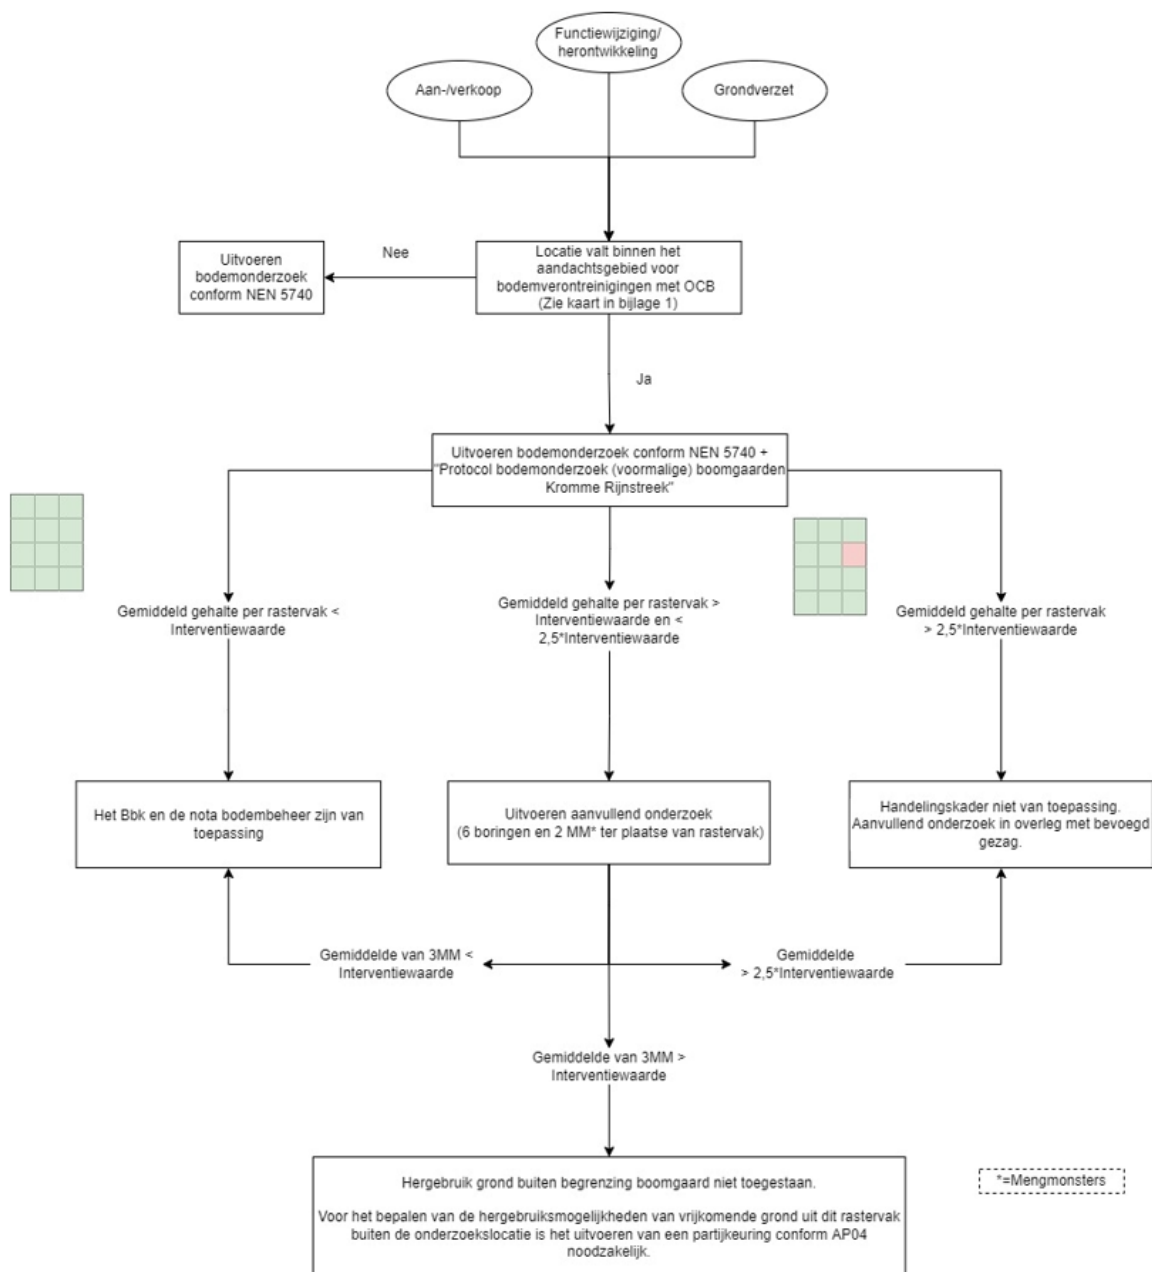 Functiewijziging/
herontwikkeling
Aan-/verkoop
Grondverzet
Locatie valt binnen het
aandachtsgebied voor
bodemverontreinigingen met OCB
(Zie kaart in bijlage 1)
Nee
Uitvoeren
bodemonderzoek
conform NEN 5740
Ja
Uitvoeren bodemonderzoek conform NEN 5740 +
"Protocol bodemonderzoek (voormalige) boomgaarden
Kromme Rijnstreek"
Gemiddeld gehalte per rastervak <
Interventiewaarde
Gemiddeld gehalte per rastervak >
Interventiewaarde en <
2,5*Interventiewaarde
Gemiddeld gehalte per rastervak
> 2,5*Interventiewaarde
Het Bbk en de nota bodembeheer zijn van
toepassing
Uitvoeren aanvullend onderzoek
(6 boringen en 2 MM* ter plaatse van rastervak)
Handelingskader niet van toepassing.
Aanvullend onderzoek in overleg met bevoegd
gezag.
Gemiddelde van 3MM <
Interventiewaarde
Gemiddelde
> 2,5*Interventiewaarde
Gemiddelde van 3MM >
Interventiewaarde
Hergebruik grond buiten begrenzing boomgaard niet toegestaan.
Voor het bepalen van de hergebruiksmogelijkheden van vrijkomende grond uit dit rastervak
buiten de onderzoekslocatie is het uitvoeren van een partijkeuring conform AP04
noodzakelijk.
*=Mengmonsters